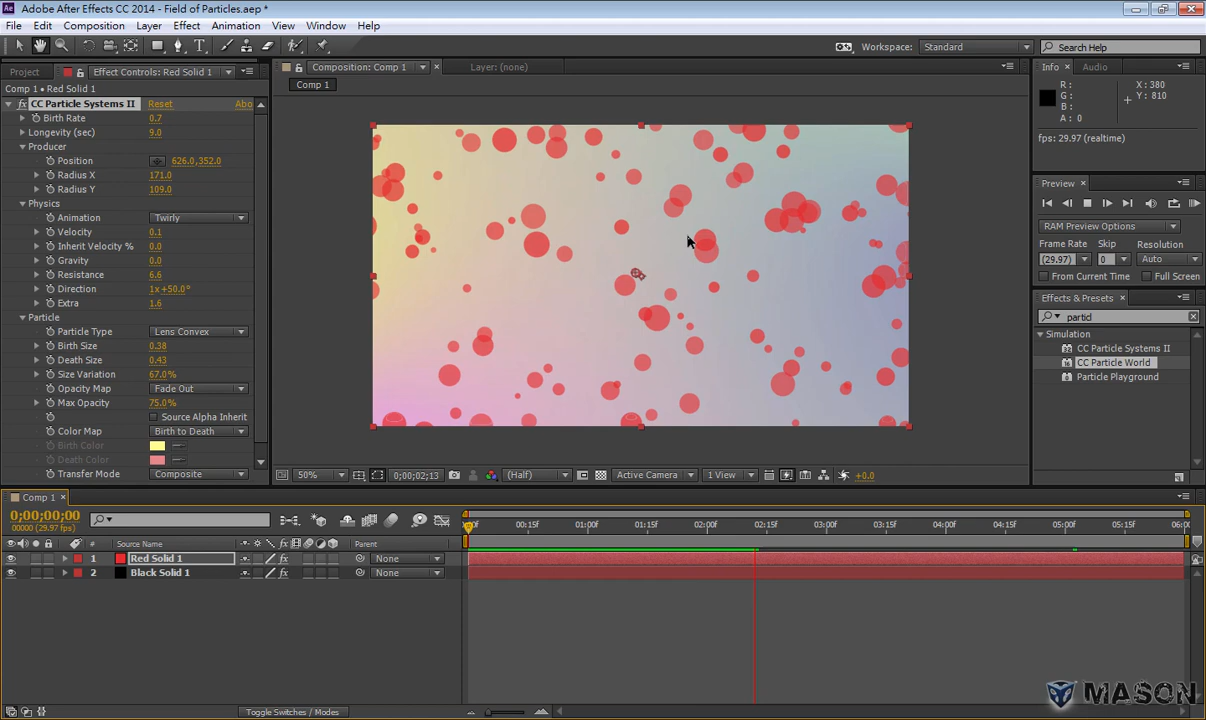 Adobe After Effects CC 2014 - Field of Particles.aep *
File Edit Composition Layer Effect Animation View Window Help
Workspace: Standard Search Help
Project Effect Controls: Red Solid 1 Composition: Comp 1 Layer: (none) Info Audio
Comp 1 • Red Solid 1
Comp 1
fx CC Particle Systems II Reset Abo
Birth Rate 0.7
Longevity (sec) 9.0
Producer
Position 626.0,352.0
Radius X 171.0
Radius Y 109.0
Physics
Animation Twirly
Velocity 0.1
Inherit Velocity % 0.0
Gravity 0.0
Resistance 6.6
Direction 1x+50.0°
Extra 1.6
Particle
Particle Type Lens Convex
Birth Size 0.38
Death Size 0.43
Size Variation 67.0%
Opacity Map Fade Out
Max Opacity 75.0%
Source Alpha Inherit
Color Map Birth to Death
Birth Color
Death Color
Transfer Mode Composite
R:
G:
B:
A: 0
X: 380
Y: 810
fps: 29.97 (realtime)
Preview
RAM Preview Options
Frame Rate Skip Resolution
(29.97) 0 Auto
From Current Time Full Screen
Effects & Presets
partid
Simulation
CC Particle Systems II
CC Particle World
Particle Playground
50% 0;00;02;13 (Half) Active Camera 1 View +0.0
Comp 1
0;00;00;00
00000 (29.97 fps)
00f 00:15f 01:00f 01:15f 02:00f 02:15f 03:00f 03:15f 04:00f 04:15f 05:00f 05:15f 06:00
# Source Name Parent
1 Red Solid 1 fx None
2 Black Solid 1 fx None
Toggle Switches / Modes
MASON